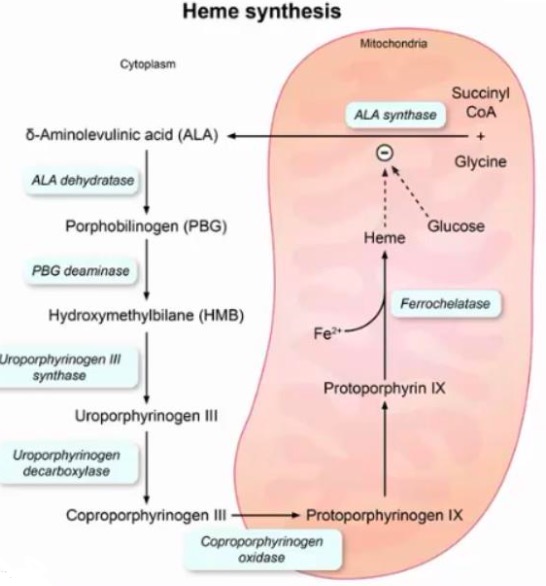 Heme synthesis
Mitochondria
Cytoplasm
Succinyl
CoA
ALA synthase
δ-Aminolevulinic acid (ALA)
+
Glycine
ALA dehydratase
Porphobilinogen (PBG)
Glucose
Heme
PBG deaminase
Ferrochelatase
Hydroxymethylbilane (HMB)
Fe²⁺
Uroporphyrinogen III
synthase
Protoporphyrin IX
Uroporphyrinogen III
Uroporphyrinogen
decarboxylase
Coproporphyrinogen III
Protoporphyrinogen IX
Coproporphyrinogen
oxidase